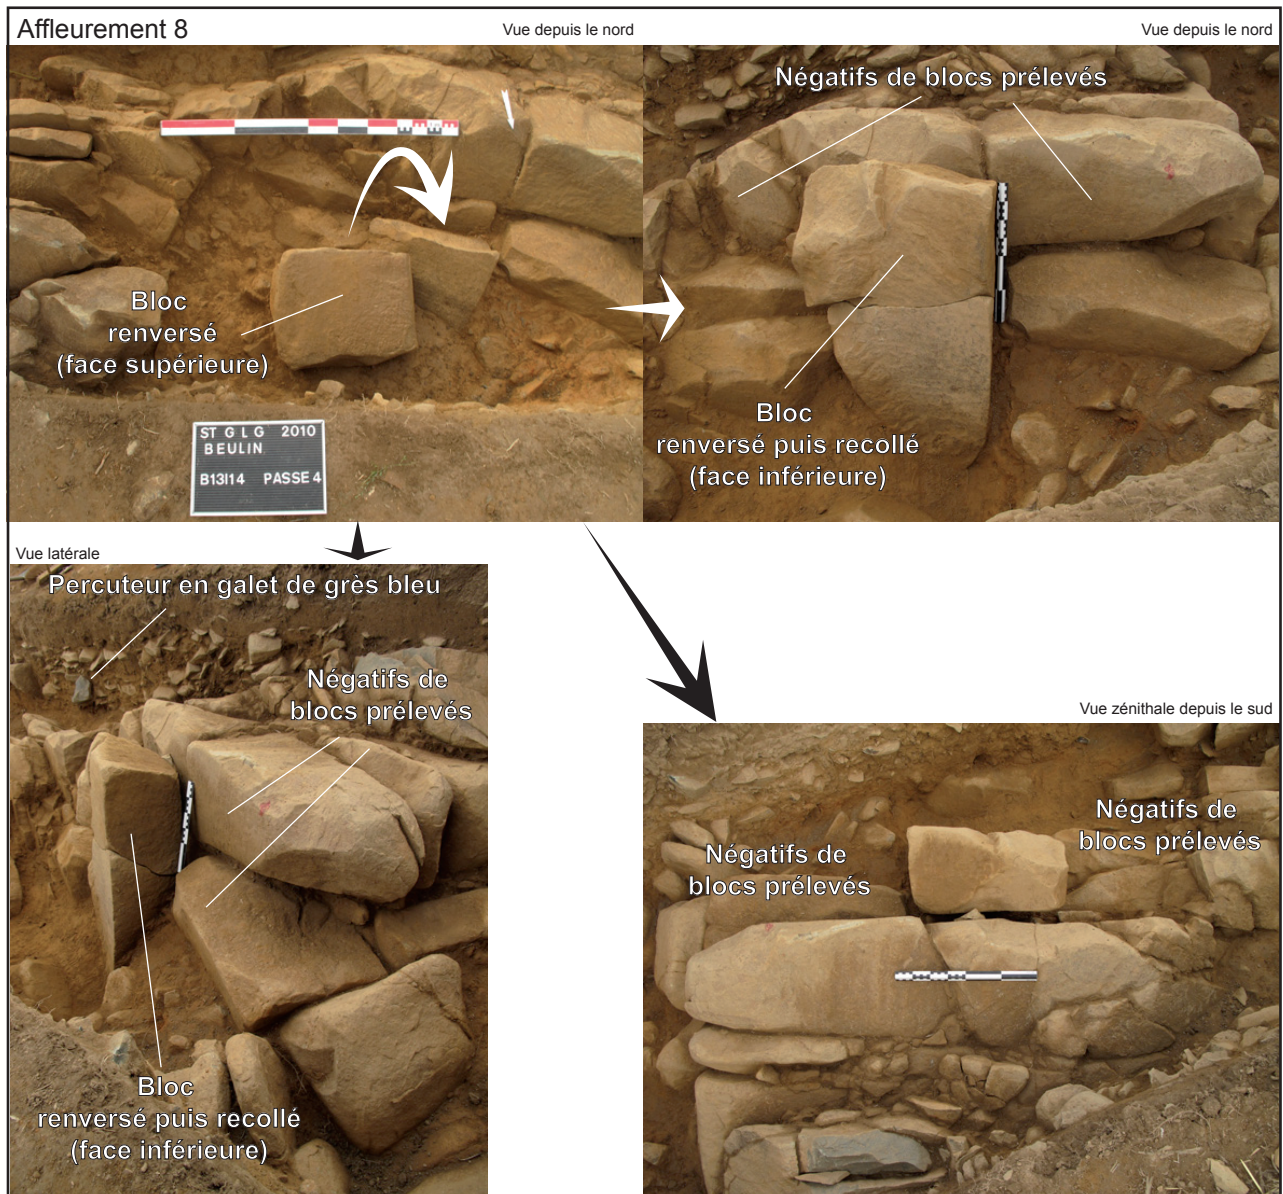 Affleurement 8
Vue depuis le nord
Vue depuis le nord
Bloc
renversé
(face supérieure)
ST G L G 2010
BEULIN
B13I14 PASSE 4
Négatifs de blocs prélevés
Bloc
renversé puis recollé
(face inférieure)
Vue latérale
Percuteur en galet de grès bleu
Négatifs de
blocs prélevés
Bloc
renversé puis recollé
(face inférieure)
Vue zénithale depuis le sud
Négatifs de
blocs prélevés
Négatifs de
blocs prélevés